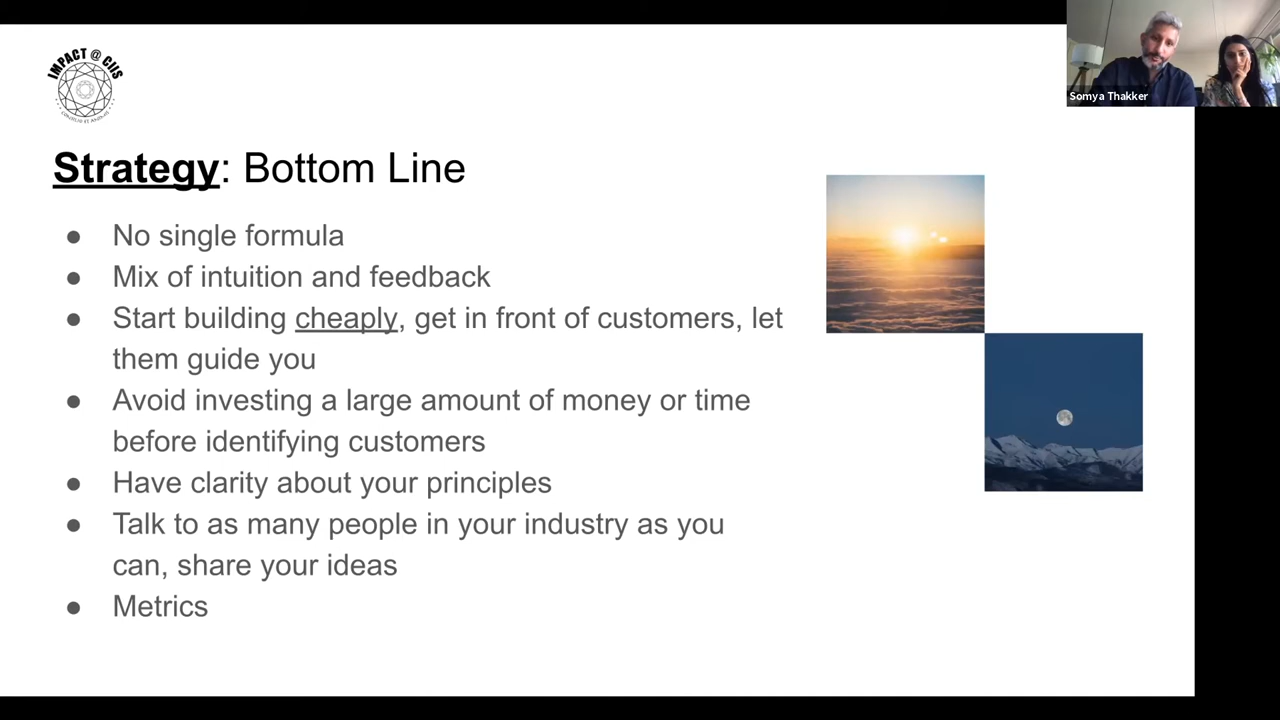 IMPACT @ CIIS
Somya Thakker
Strategy: Bottom Line
● No single formula
● Mix of intuition and feedback
● Start building cheaply, get in front of customers, let
them guide you
● Avoid investing a large amount of money or time
before identifying customers
● Have clarity about your principles
● Talk to as many people in your industry as you
can, share your ideas
● Metrics